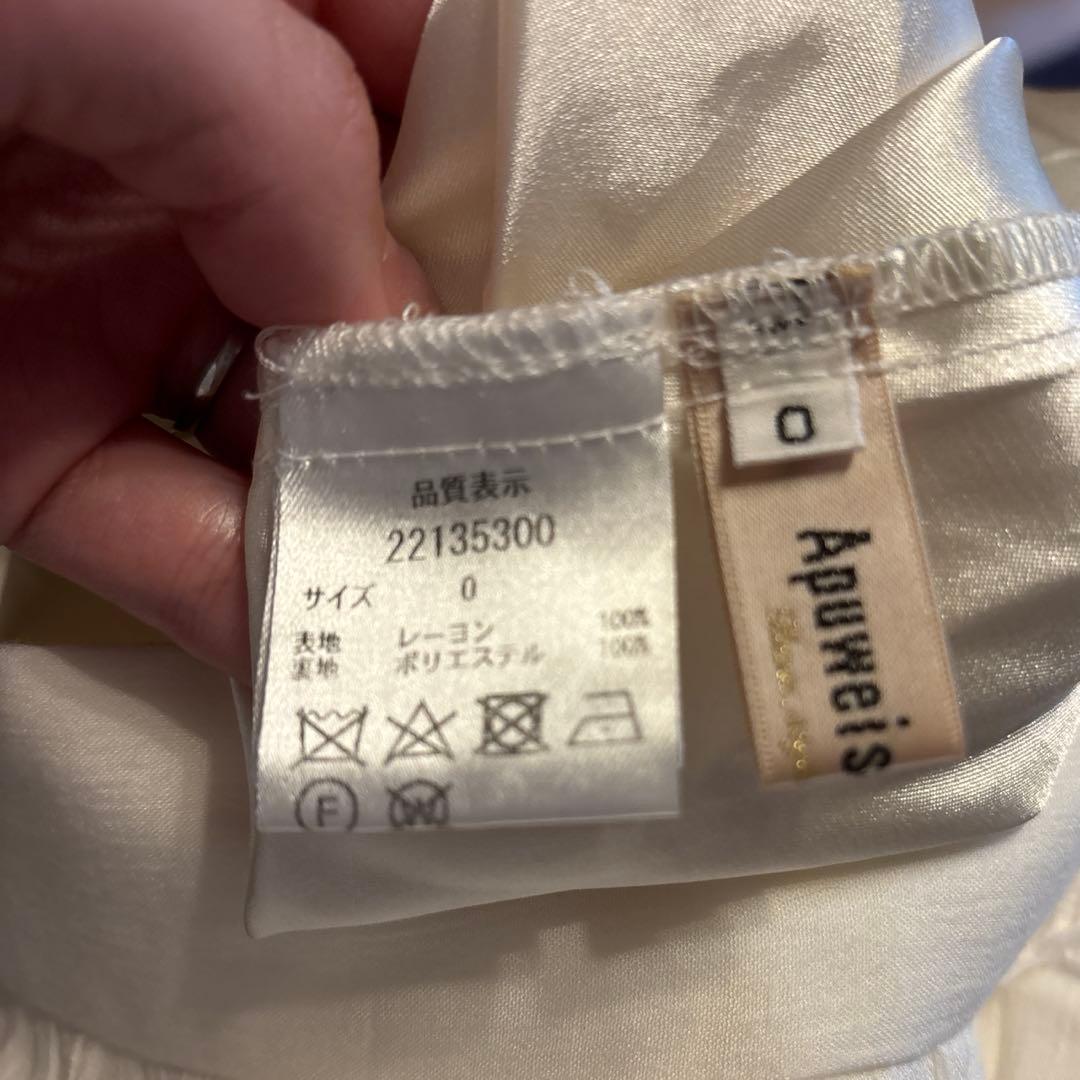 品質表示
22135300
サイズ 0
表地 レーヨン 100%
裏地 ポリエステル 100%
F
W
0
Apuweis